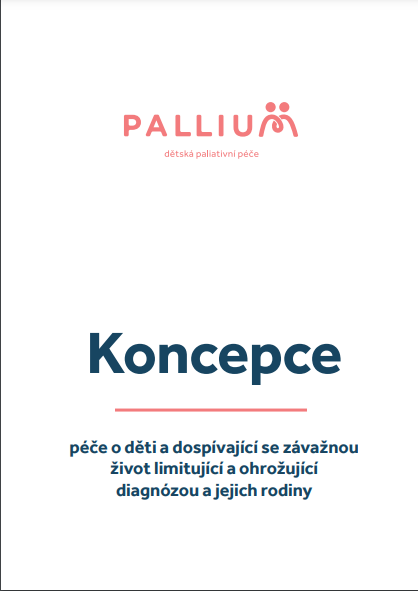 PALLIUM
dětská paliativní péče
Koncepce
péče o děti a dospívající se závažnou
život limitující a ohrožující
diagnózou a jejich rodiny